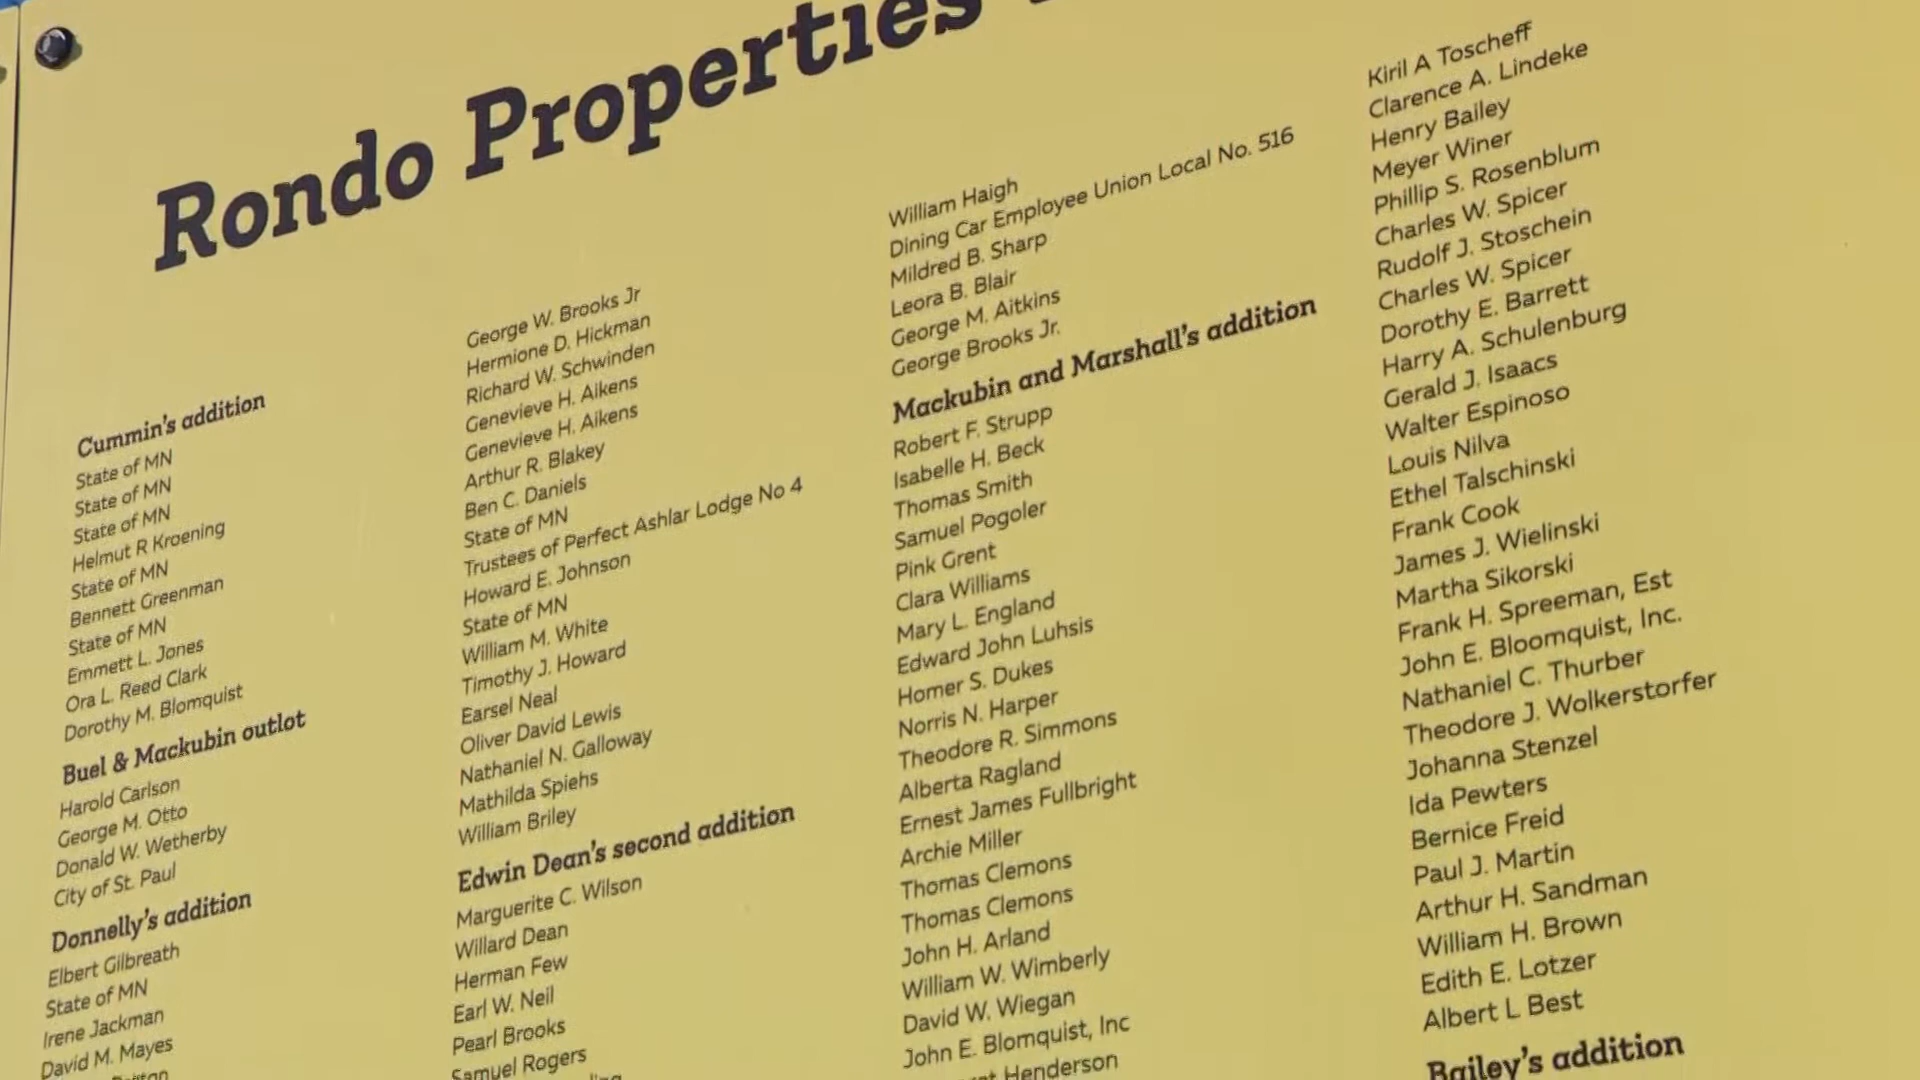 Rondo Properties
Cummin's addition
State of MN
State of MN
State of MN
Helmut R Kroening
State of MN
Bennett Greenman
State of MN
Emmett L. Jones
Ora L. Reed Clark
Dorothy M. Blomquist
Buel & Mackubin outlot
Harold Carlson
George M. Otto
Donald W. Wetherby
City of St. Paul
Donnelly's addition
Elbert Gilbreath
State of MN
Irene Jackman
David M. Mayes
George W. Brooks Jr
Hermione D. Hickman
Richard W. Schwinden
Genevieve H. Aikens
Genevieve H. Aikens
Arthur R. Blakey
Ben C. Daniels
State of MN
Trustees of Perfect Ashlar Lodge No 4
Howard E. Johnson
State of MN
William M. White
Timothy J. Howard
Earsel Neal
Oliver David Lewis
Nathaniel N. Galloway
Mathilda Spiehs
William Briley
Edwin Dean's second addition
Marguerite C. Wilson
Willard Dean
Herman Few
Earl W. Neil
Pearl Brooks
Samuel Rogers
William Haigh
Dining Car Employee Union Local No. 516
Mildred B. Sharp
Leora B. Blair
George M. Aitkins
George Brooks Jr.
Mackubin and Marshall's addition
Robert F. Strupp
Isabelle H. Beck
Thomas Smith
Samuel Pogoler
Pink Grent
Clara Williams
Mary L. England
Edward John Luhsis
Homer S. Dukes
Norris N. Harper
Theodore R. Simmons
Alberta Ragland
Ernest James Fullbright
Archie Miller
Thomas Clemons
Thomas Clemons
John H. Arland
William W. Wimberly
David W. Wiegan
John E. Blomquist, Inc
Henderson
Kiril A Toscheff
Clarence A. Lindeke
Henry Bailey
Meyer Winer
Phillip S. Rosenblum
Charles W. Spicer
Rudolf J. Stoschein
Charles W. Spicer
Dorothy E. Barrett
Harry A. Schulenburg
Gerald J. Isaacs
Walter Espinoso
Louis Nilva
Ethel Talschinski
Frank Cook
James J. Wielinski
Martha Sikorski
Frank H. Spreeman, Est
John E. Bloomquist, Inc.
Nathaniel C. Thurber
Theodore J. Wolkerstorfer
Johanna Stenzel
Ida Pewters
Bernice Freid
Paul J. Martin
Arthur H. Sandman
William H. Brown
Edith E. Lotzer
Albert L Best
Bailey's addition